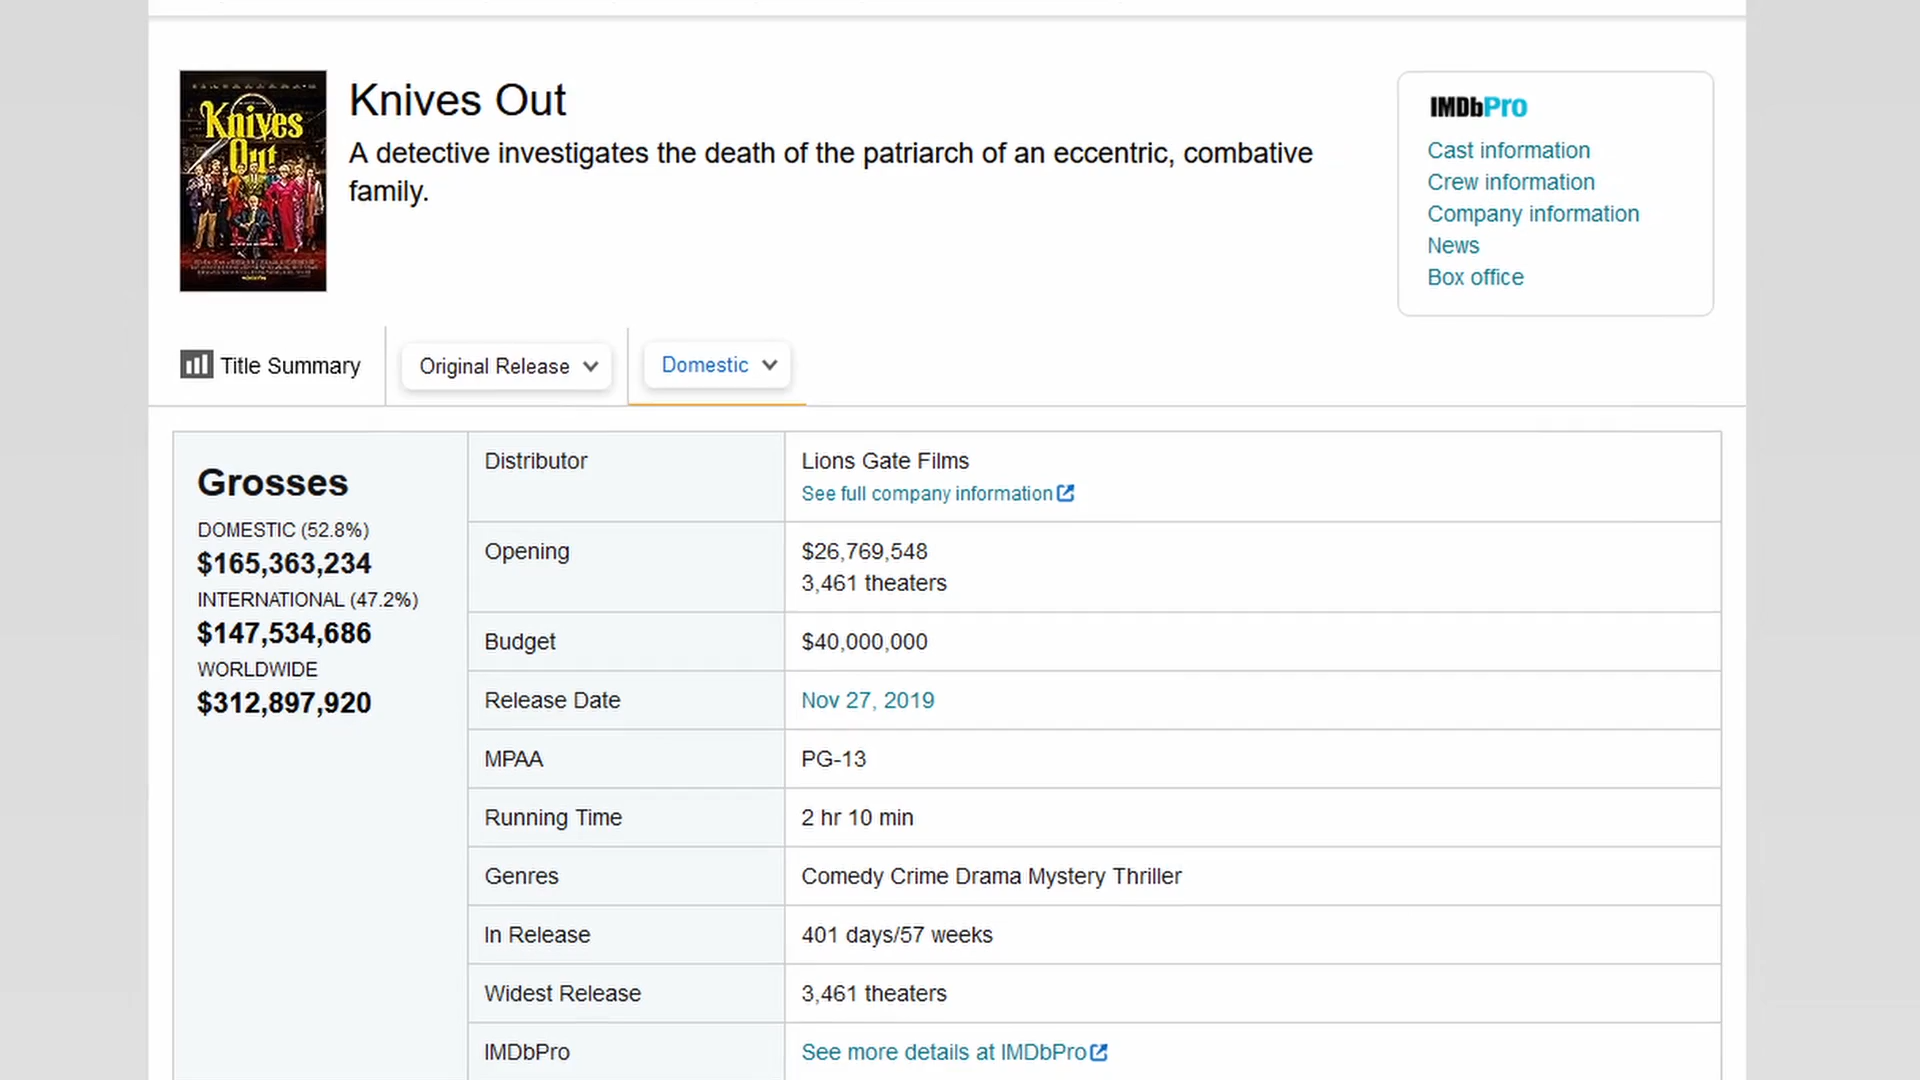 Knives Out
Knives Out
A detective investigates the death of the patriarch of an eccentric, combative
family.
IMDbPro
Cast information
Crew information
Company information
News
Box office
Title Summary
Original Release
Domestic
Grosses
DOMESTIC (52.8%)
$165,363,234
INTERNATIONAL (47.2%)
$147,534,686
WORLDWIDE
$312,897,920
Distributor
Lions Gate Films
See full company information
Opening
$26,769,548
3,461 theaters
Budget
$40,000,000
Release Date
Nov 27, 2019
MPAA
PG-13
Running Time
2 hr 10 min
Genres
Comedy Crime Drama Mystery Thriller
In Release
401 days/57 weeks
Widest Release
3,461 theaters
IMDbPro
See more details at IMDbPro